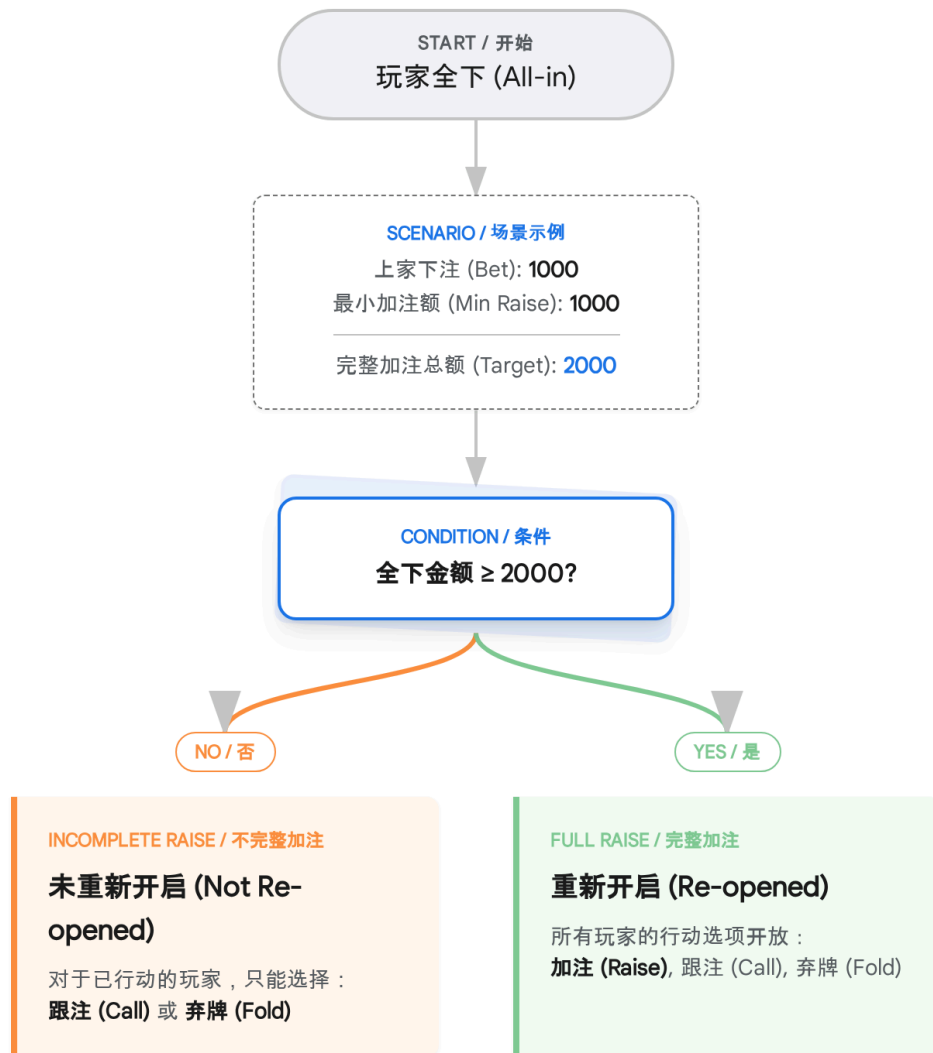 START / 开始
玩家全下 (All-in)
SCENARIO / 场景示例
上家下注 (Bet): 1000
最小加注额 (Min Raise): 1000
完整加注总额 (Target): 2000
CONDITION / 条件
全下金额 ≥ 2000?
NO / 否
YES / 是
INCOMPLETE RAISE / 不完整加注
未重新开启 (Not Re-
opened)
对于已行动的玩家，只能选择：
跟注 (Call) 或 弃牌 (Fold)
FULL RAISE / 完整加注
重新开启 (Re-opened)
所有玩家的行动选项开放：
加注 (Raise), 跟注 (Call), 弃牌 (Fold)